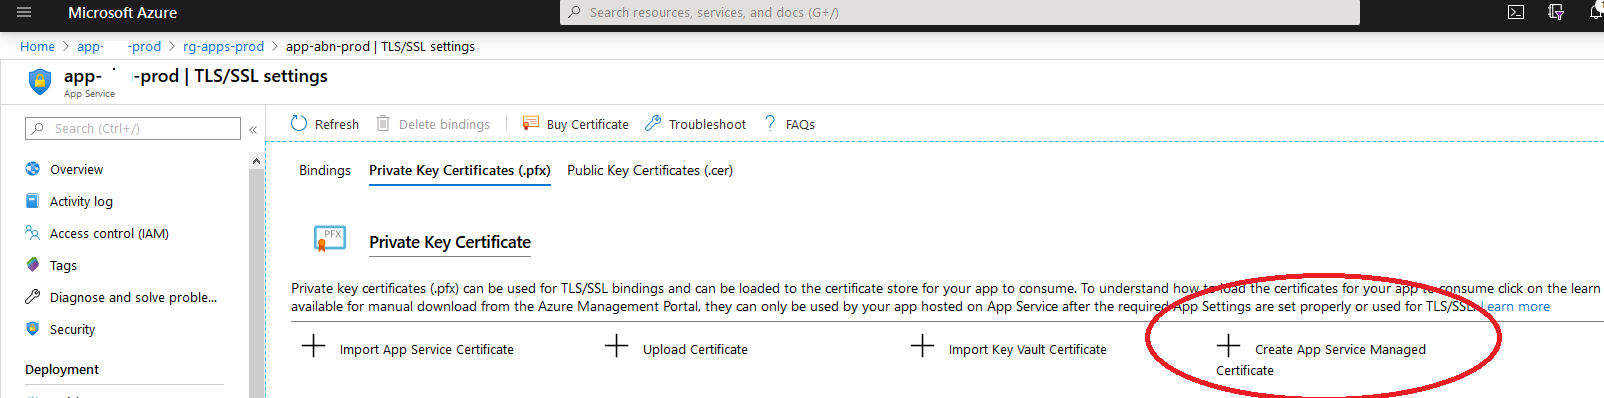 Microsoft Azure
Search resources, services, and docs (G+/)
Home > app- -prod > rg-apps-prod > app-abn-prod | TLS/SSL settings
app- -prod | TLS/SSL settings
App Service
Search (Ctrl+/)
«
Refresh
Delete bindings
Buy Certificate
Troubleshoot
? FAQs
Overview
Activity log
Access control (IAM)
Tags
Diagnose and solve proble...
Security
Deployment
Bindings
Private Key Certificates (.pfx)
Public Key Certificates (.cer)
PFX
Private Key Certificate
Private key certificates (.pfx) can be used for TLS/SSL bindings and can be loaded to the certificate store for your app to consume. To understand how to load the certificates for your app to consume click on the learn
available for manual download from the Azure Management Portal, they can only be used by your app hosted on App Service after the required App Settings are set properly or used for TLS/SSL. Learn more
Import App Service Certificate
Upload Certificate
Import Key Vault Certificate
Create App Service Managed
Certificate